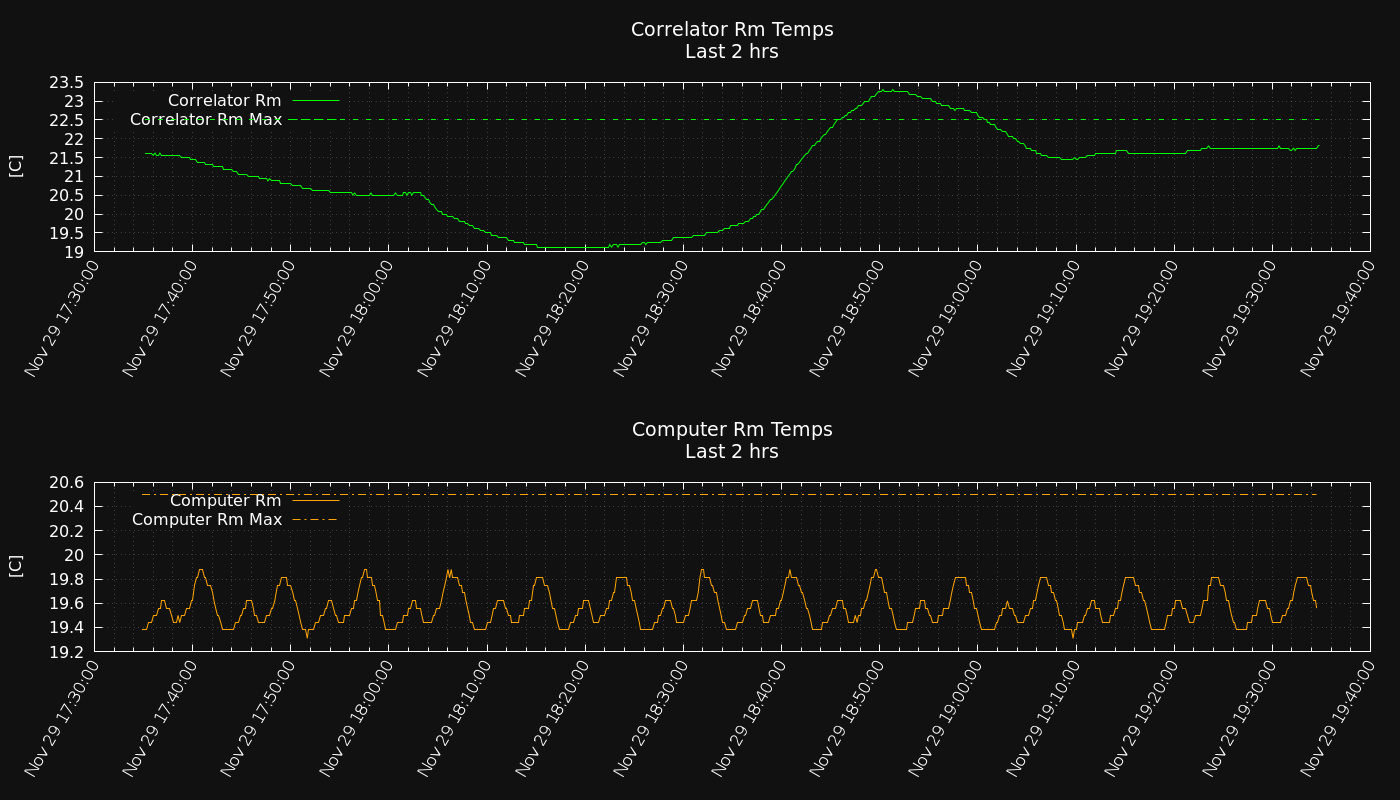 Correlator Rm Temps
Last 2 hrs
[C]
23.5
23
22.5
22
21.5
21
20.5
20
19.5
19
Correlator Rm
Correlator Rm Max
Nov 29 17:30:00
Nov 29 17:40:00
Nov 29 17:50:00
Nov 29 18:00:00
Nov 29 18:10:00
Nov 29 18:20:00
Nov 29 18:30:00
Nov 29 18:40:00
Nov 29 18:50:00
Nov 29 19:00:00
Nov 29 19:10:00
Nov 29 19:20:00
Nov 29 19:30:00
Nov 29 19:40:00
Computer Rm Temps
Last 2 hrs
[C]
20.6
20.4
20.2
20
19.8
19.6
19.4
19.2
Computer Rm
Computer Rm Max
Nov 29 17:30:00
Nov 29 17:40:00
Nov 29 17:50:00
Nov 29 18:00:00
Nov 29 18:10:00
Nov 29 18:20:00
Nov 29 18:30:00
Nov 29 18:40:00
Nov 29 18:50:00
Nov 29 19:00:00
Nov 29 19:10:00
Nov 29 19:20:00
Nov 29 19:30:00
Nov 29 19:40:00